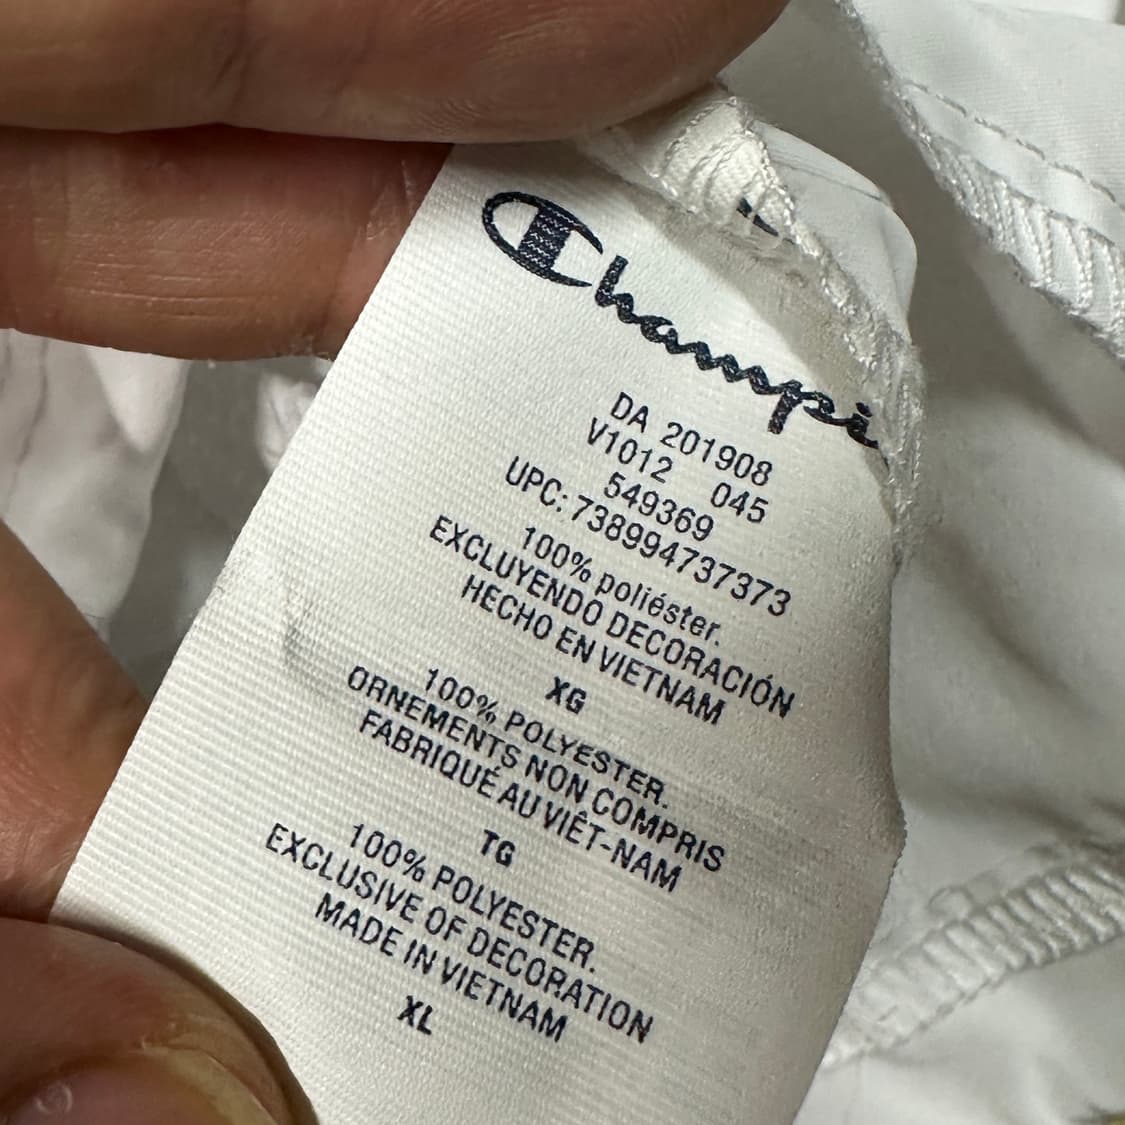 Champi
DA 201908
V1012 045
549369
UPC: 738994737373
100% poliéster.
EXCLUYENDO DECORACIÓN
HECHO EN VIETNAM
XG
100% POLYESTER.
ORNEMENTS NON COMPRIS
FABRIQUÉ AU VIÊT-NAM
TG
100% POLYESTER.
EXCLUSIVE OF DECORATION
MADE IN VIETNAM
XL